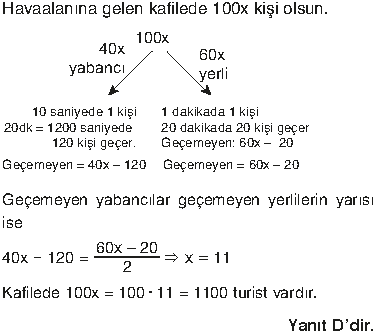 Havaalanına gelen kafilede 100x kişi olsun.
100x
40x yabancı
60x yerli
10 saniyede 1 kişi
20dk = 1200 saniyede
120 kişi geçer.
Geçemeyen = 40x – 120
1 dakikada 1 kişi
20 dakikada 20 kişi geçer
Geçemeyen: 60x – 20
Geçemeyen = 60x – 20
Geçemeyen yabancılar geçemeyen yerlilerin yarısı
ise
40x – 120 = (60x – 20)/2 ⇒ x = 11
Kafilede 100x = 100 · 11 = 1100 turist vardır.
Yanıt D’dir.